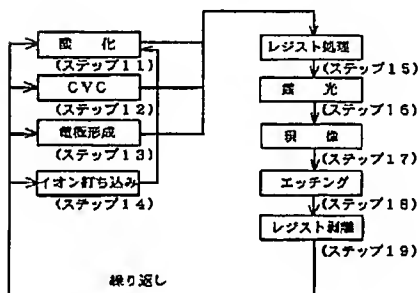 酸化
(ステップ11)
CVC
(ステップ12)
電極形成
(ステップ13)
イオン打ち込み
(ステップ14)
レジスト処理
(ステップ15)
露光
(ステップ16)
現像
(ステップ17)
エッチング
(ステップ18)
レジスト剥離
(ステップ19)
繰り返し